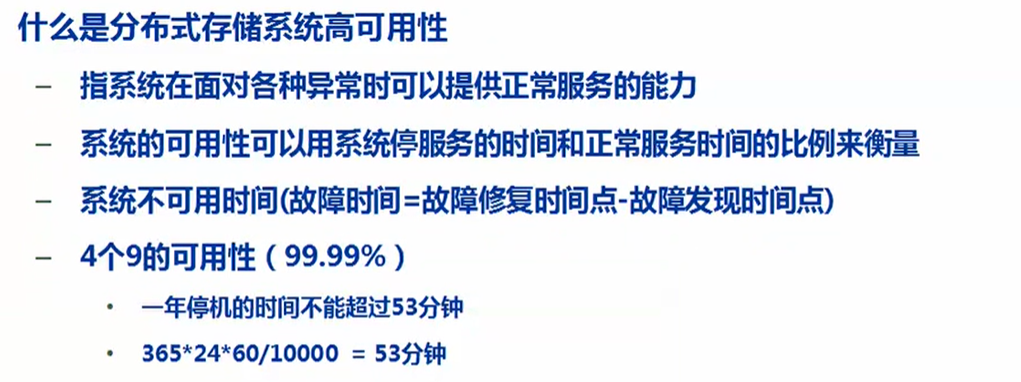 什么是分布式存储系统高可用性
– 指系统在面对各种异常时可以提供正常服务的能力
– 系统的可用性可以用系统停服务的时间和正常服务时间的比例来衡量
– 系统不可用时间(故障时间=故障修复时间点-故障发现时间点)
– 4个9的可用性（99.99%）
• 一年停机的时间不能超过53分钟
• 365*24*60/10000 = 53分钟